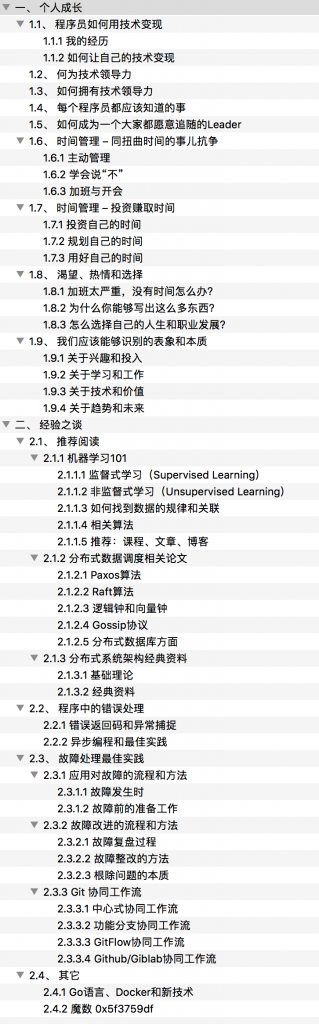 一、 个人成长
1.1、 程序员如何用技术变现
1.1.1 我的经历
1.1.2 如何让自己的技术变现
1.2、 何为技术领导力
1.3、 如何拥有技术领导力
1.4、 每个程序员都应该知道的事
1.5、 如何成为一个大家都愿意追随的Leader
1.6、 时间管理 – 同扭曲时间的事儿抗争
1.6.1 主动管理
1.6.2 学会说“不”
1.6.3 加班与开会
1.7、 时间管理 – 投资赚取时间
1.7.1 投资自己的时间
1.7.2 规划自己的时间
1.7.3 用好自己的时间
1.8、 渴望、热情和选择
1.8.1 加班太严重，没有时间怎么办？
1.8.2 为什么你能够写出这么多东西？
1.8.3 怎么选择自己的人生和职业发展？
1.9、 我们应该能够识别的表象和本质
1.9.1 关于兴趣和投入
1.9.2 关于学习和工作
1.9.3 关于技术和价值
1.9.4 关于趋势和未来
二、 经验之谈
2.1、 推荐阅读
2.1.1 机器学习101
2.1.1.1 监督式学习（Supervised Learning）
2.1.1.2 非监督式学习（Unsupervised Learning）
2.1.1.3 如何找到数据的规律和关联
2.1.1.4 相关算法
2.1.1.5 推荐：课程、文章、博客
2.1.2 分布式数据调度相关论文
2.1.2.1 Paxos算法
2.1.2.2 Raft算法
2.1.2.3 逻辑钟和向量钟
2.1.2.4 Gossip协议
2.1.2.5 分布式数据库方面
2.1.3 分布式系统架构经典资料
2.1.3.1 基础理论
2.1.3.2 经典资料
2.2、 程序中的错误处理
2.2.1 错误返回码和异常捕捉
2.2.2 异步编程和最佳实践
2.3、 故障处理最佳实践
2.3.1 应用对故障的流程和方法
2.3.1.1 故障发生时
2.3.1.2 故障前的准备工作
2.3.2 故障改进的流程和方法
2.3.2.1 故障复盘过程
2.3.2.2 故障整改的方法
2.3.2.3 根除问题的本质
2.3.3 Git 协同工作流
2.3.3.1 中心式协同工作流
2.3.3.2 功能分支协同工作流
2.3.3.3 GitFlow协同工作流
2.3.3.4 Github/Giblab协同工作流
2.4、 其它
2.4.1 Go语言、Docker和新技术
2.4.2 魔数 0x5f3759df